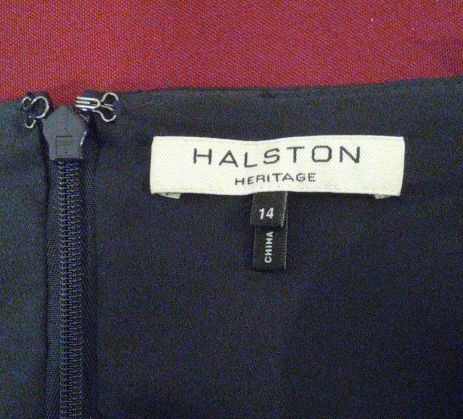 HALSTON
HERITAGE
14
CHINA